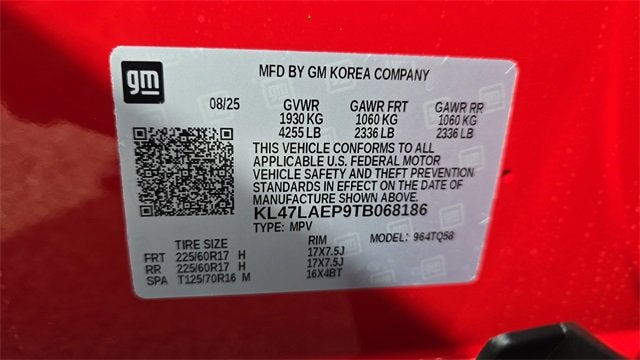 gm
MFD BY GM KOREA COMPANY
08/25 GVWR GAWR FRT GAWR RR
1930 KG 1060 KG 1060 KG
4255 LB 2336 LB 2336 LB
THIS VEHICLE CONFORMS TO ALL
APPLICABLE U.S. FEDERAL MOTOR
VEHICLE SAFETY AND THEFT PREVENTION
STANDARDS IN EFFECT ON THE DATE OF
MANUFACTURE SHOWN ABOVE.
KL47LAEP9TB068186
TYPE: MPV MODEL: 964TQ58
TIRE SIZE RIM
FRT 225/60R17 H 17X7.5J
RR 225/60R17 H 17X7.5J
SPA T125/70R16 M 16X4BT